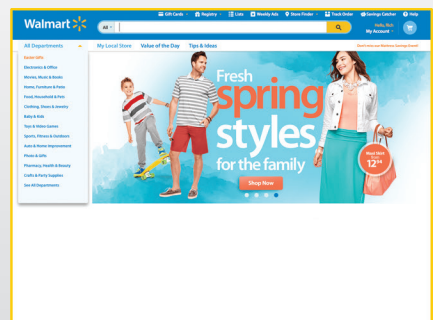 Gift Cards Registry Lists Weekly Ads Store Finder Track Order Savings Catcher Help
Walmart
All
Hello, Rich
My Account
All Departments
My Local Store Value of the Day Tips & Ideas
Easter Gifts
Electronics & Office
Movies, Music & Books
Home, Furniture & Patio
Food, Household & Pets
Clothing, Shoes & Jewelry
Baby & Kids
Toys & Video Games
Sports, Fitness & Outdoors
Auto & Home Improvement
Photo & Gifts
Pharmacy, Health & Beauty
Crafts & Party Supplies
See All Departments
Fresh
spring
styles
for the family
Shop Now
12